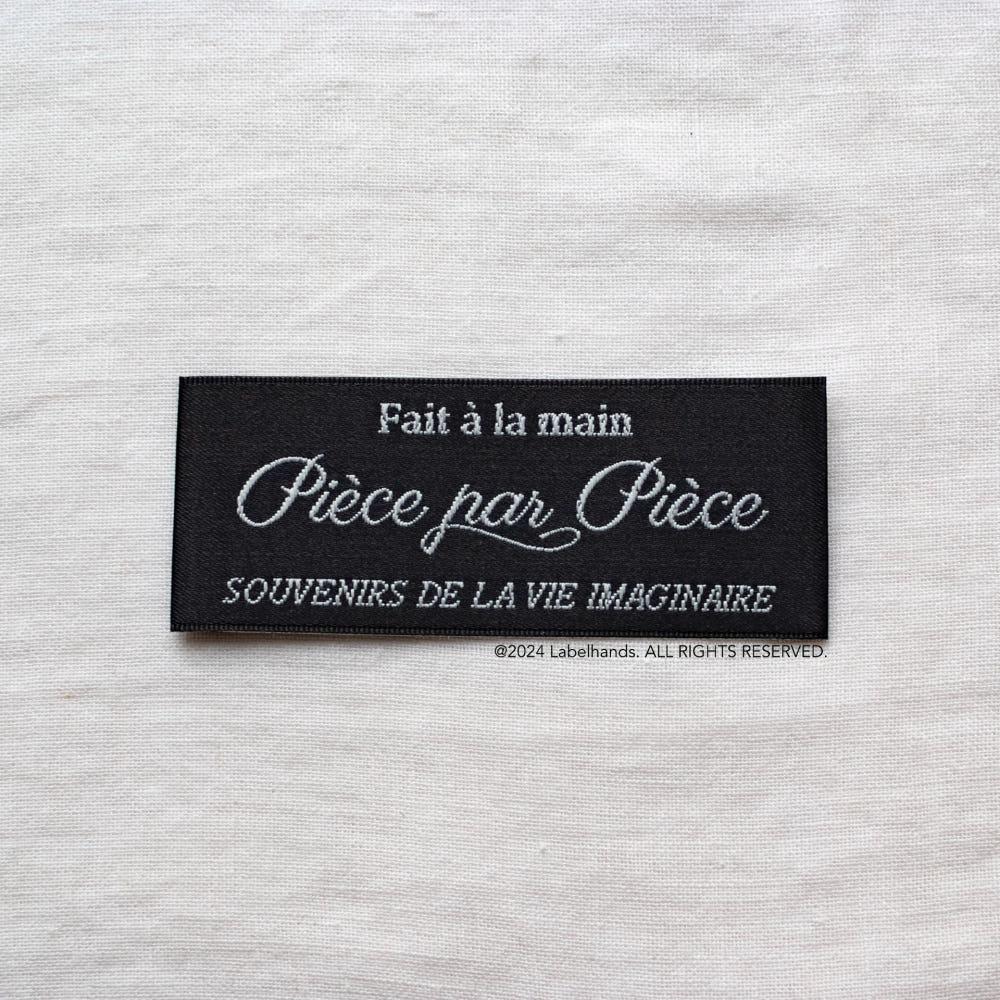 Fait à la main
Pièce par Pièce
SOUVENIRS DE LA VIE IMAGINAIRE
@2024 Labelhands. ALL RIGHTS RESERVED.